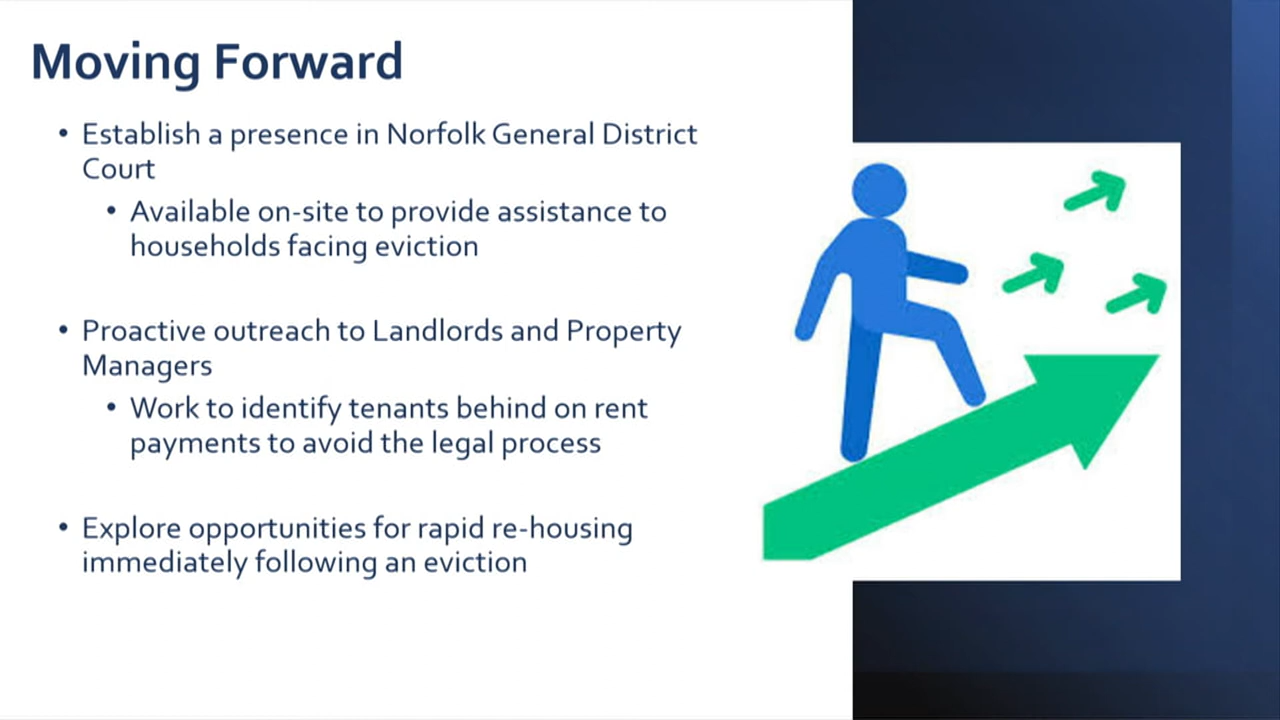 Moving Forward
• Establish a presence in Norfolk General District
Court
• Available on-site to provide assistance to
households facing eviction
• Proactive outreach to Landlords and Property
Managers
• Work to identify tenants behind on rent
payments to avoid the legal process
• Explore opportunities for rapid re-housing
immediately following an eviction